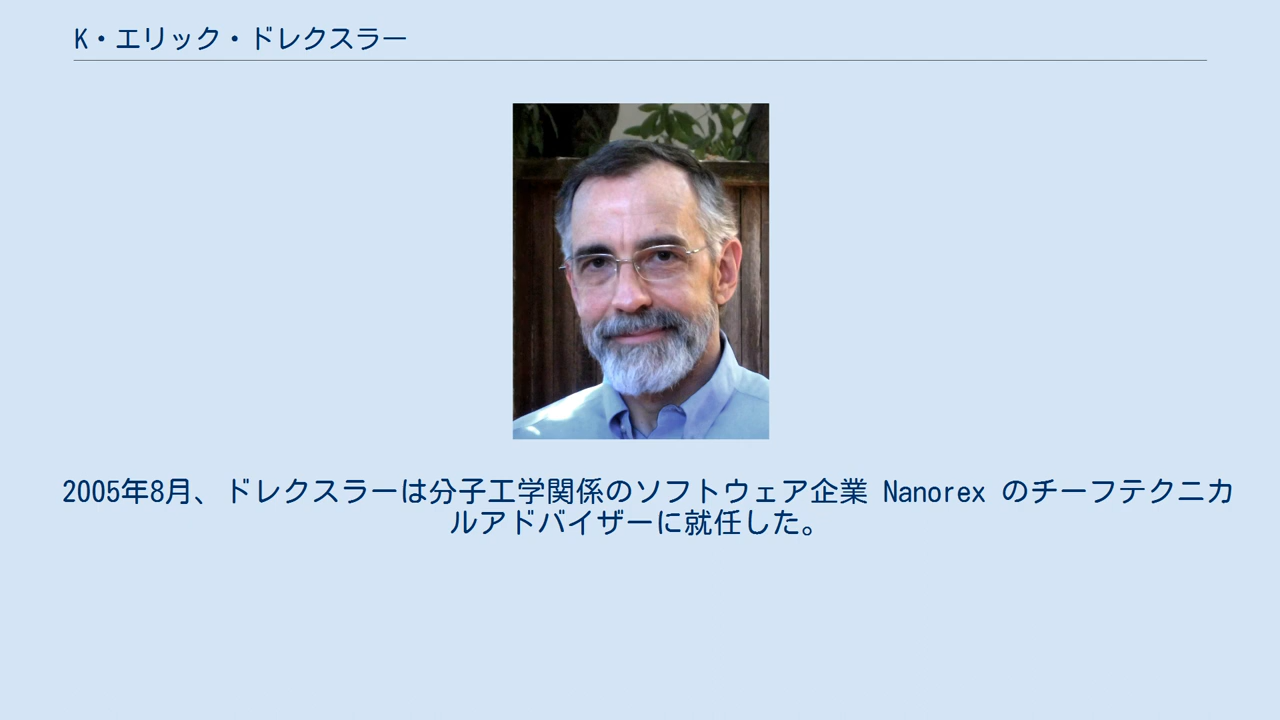 K・エリック・ドレクスラー
2005年8月、ドレクスラーは分子工学関係のソフトウェア企業 Nanorex のチーフテクニカ
ルアドバイザーに就任した。